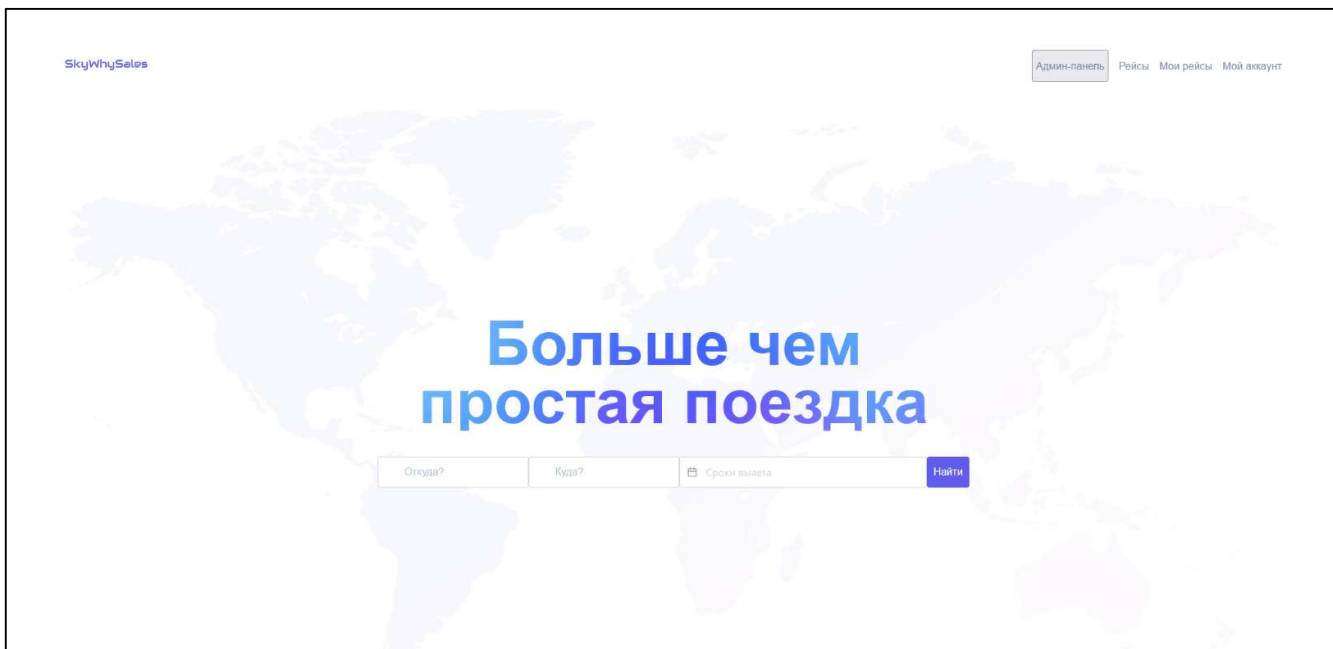 SkyWhySales
Админ-панель Рейсы Мои рейсы Мой аккаунт
Больше чем
простая поездка
Откуда? Куда? Сроки вылета Найти